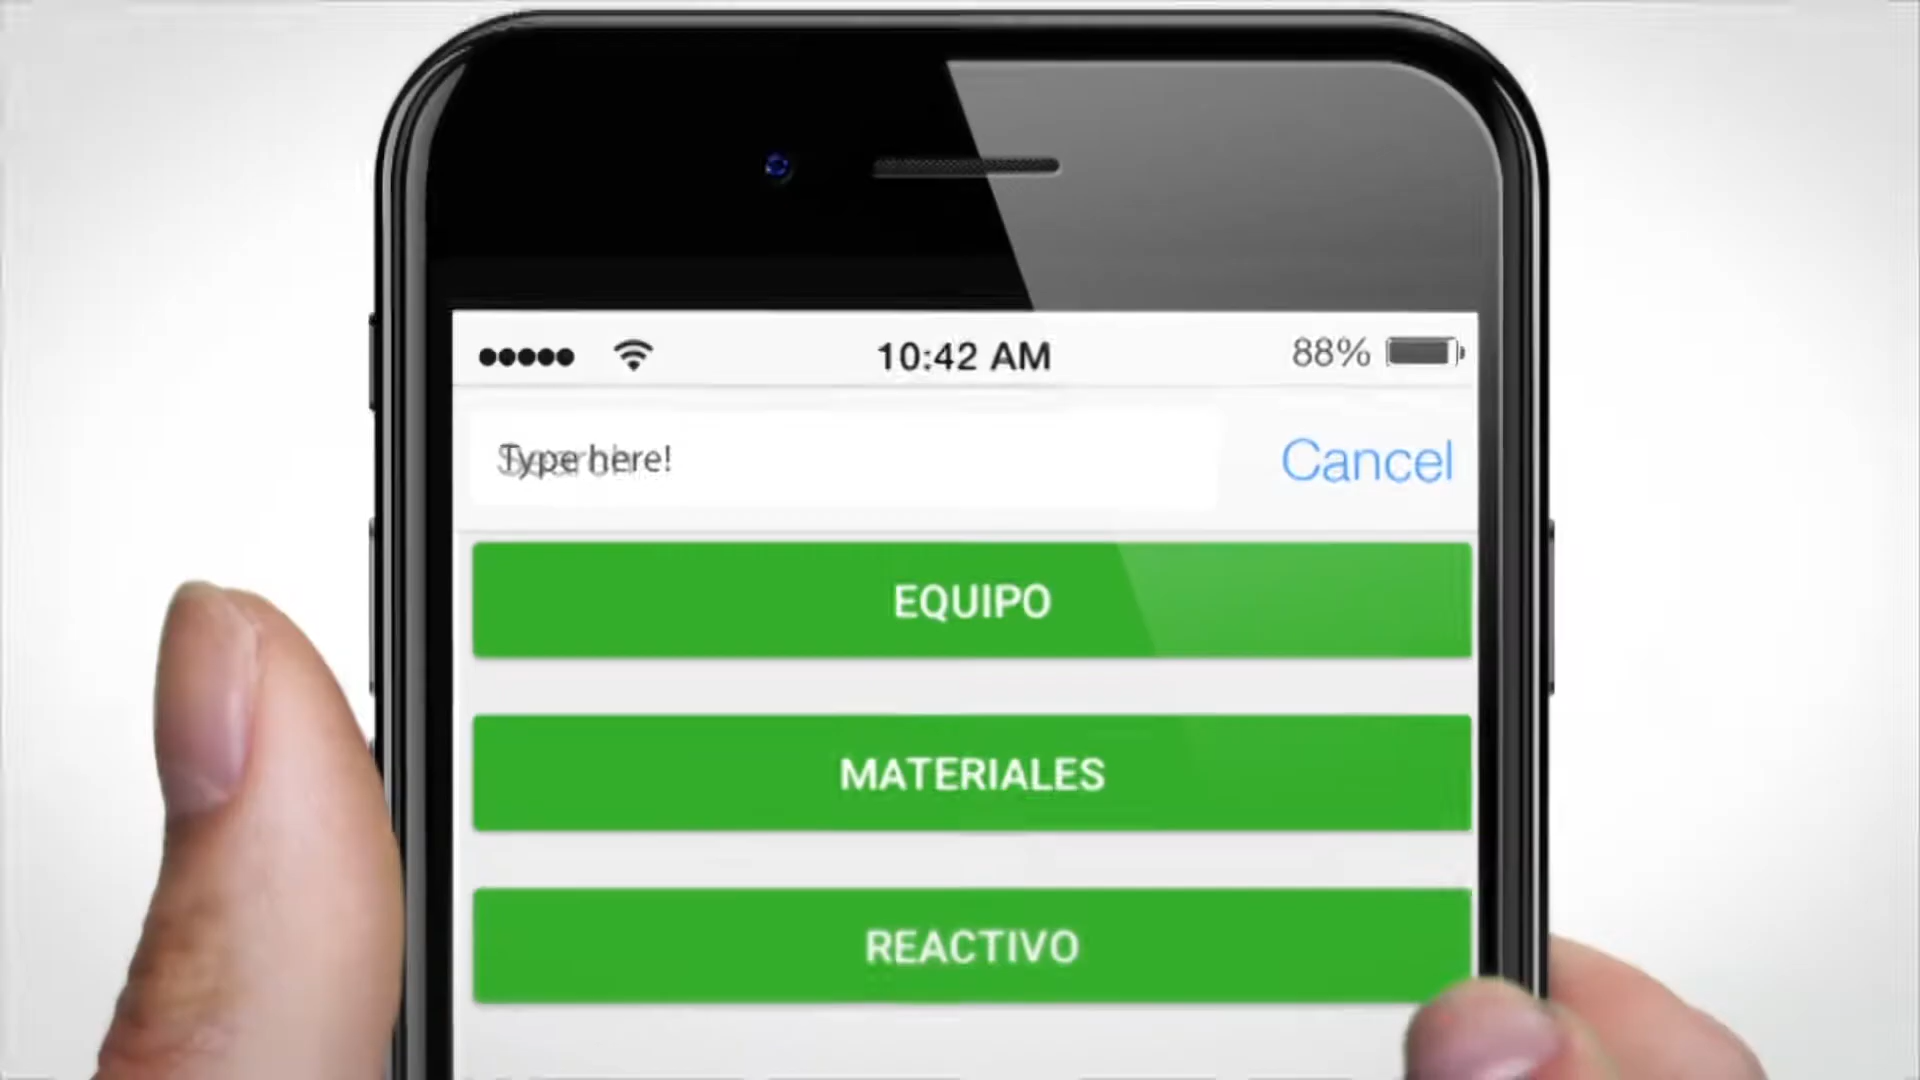 10:42 AM
88%
Type here!
Cancel
EQUIPO
MATERIALES
REACTIVO